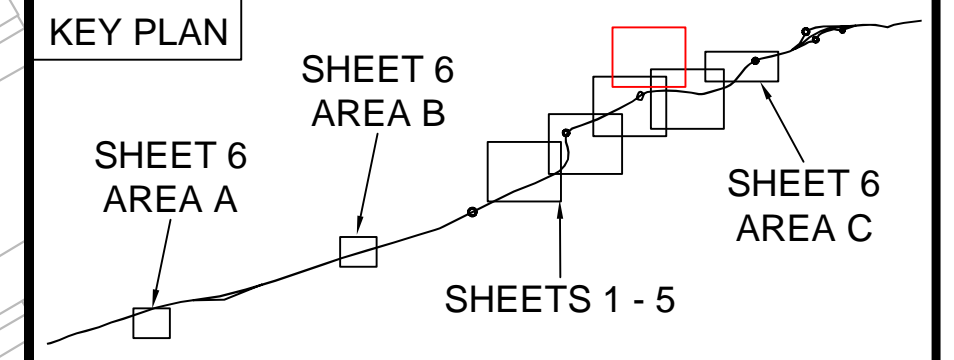 KEY PLAN
SHEET 6
AREA B
SHEET 6
AREA A
SHEET 6
AREA C
SHEETS 1 - 5